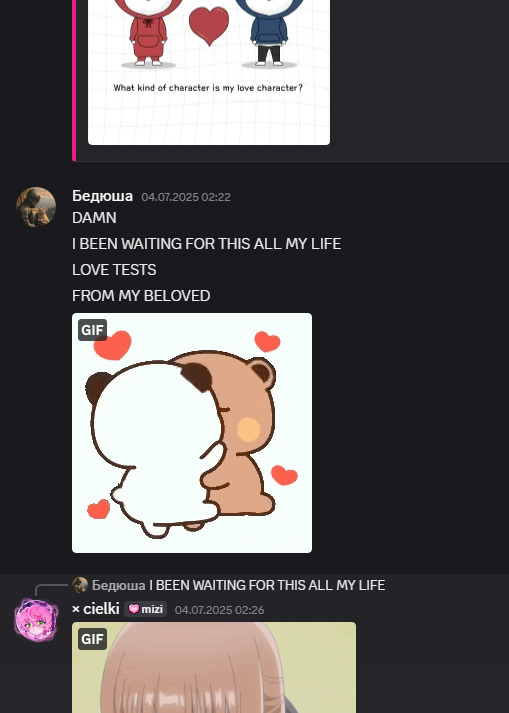 What kind of character is my love character?
Бедюша 04.07.2025 02:22
DAMN
I BEEN WAITING FOR THIS ALL MY LIFE
LOVE TESTS
FROM MY BELOVED
GIF
Бедюша I BEEN WAITING FOR THIS ALL MY LIFE
× cielki mizi 04.07.2025 02:26
GIF